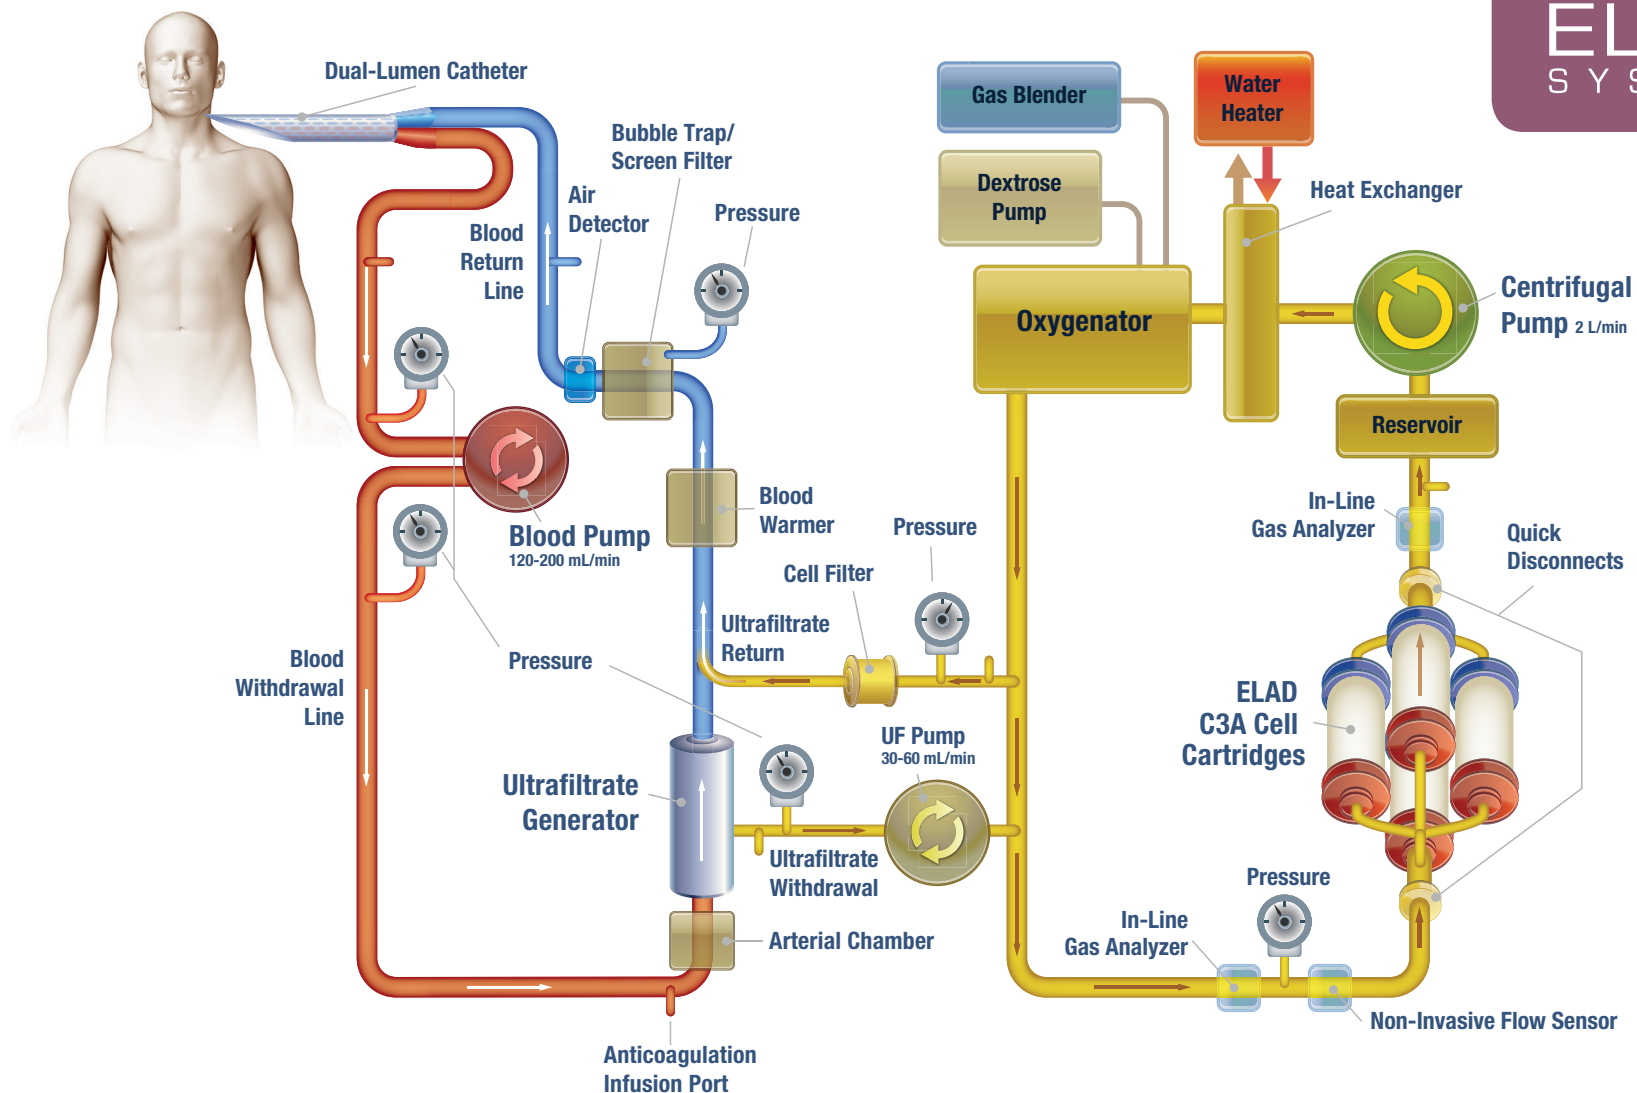 EL
SYS
Dual-Lumen Catheter
Bubble Trap/
Screen Filter
Air
Detector
Pressure
Blood
Return
Line
Gas Blender
Dextrose
Pump
Water
Heater
Heat Exchanger
Oxygenator
Centrifugal
Pump 2 L/min
Reservoir
In-Line
Gas Analyzer
Quick
Disconnects
Blood Pump
120-200 mL/min
Blood
Warmer
Pressure
Cell Filter
Ultrafiltrate
Return
Blood
Withdrawal
Line
Pressure
ELAD
C3A Cell
Cartridges
Ultrafiltrate
Generator
UF Pump
30-60 mL/min
Ultrafiltrate
Withdrawal
Arterial Chamber
Pressure
In-Line
Gas Analyzer
Non-Invasive Flow Sensor
Anticoagulation
Infusion Port